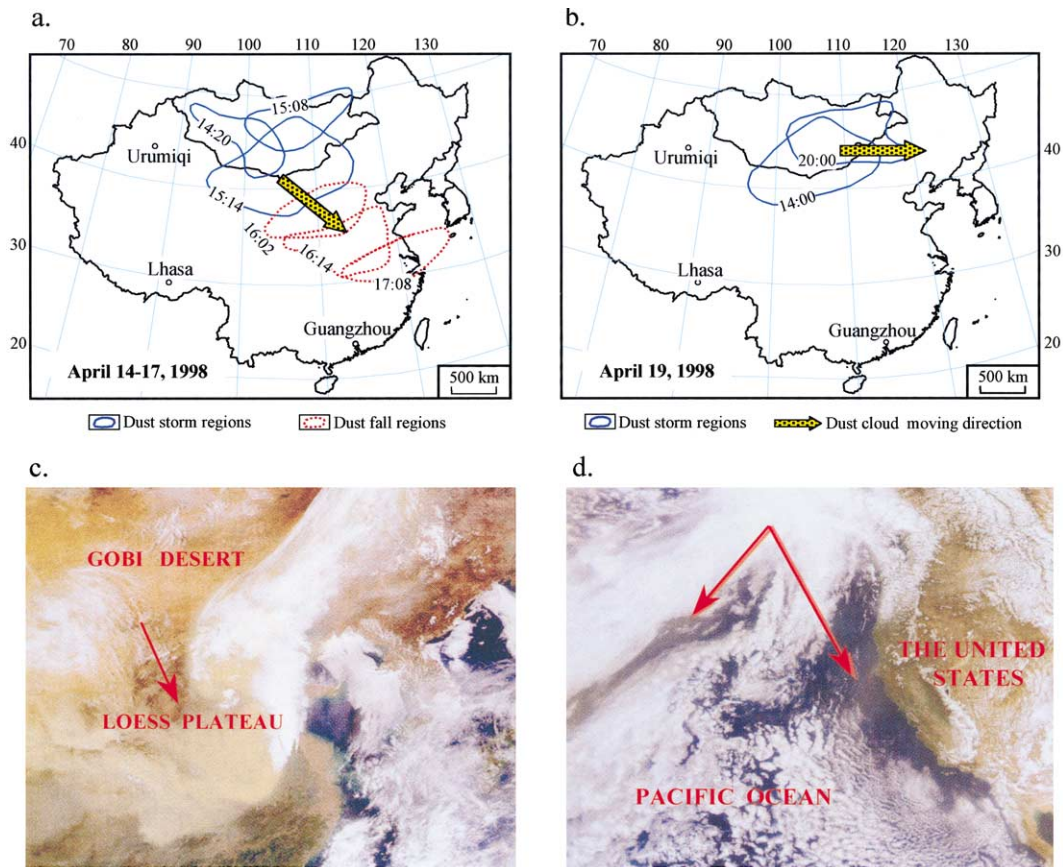 a.
70 80 90 100 110 120 130
40
30
20
15:08
14:20
Urumiqi
15:14
16:02
16:14
17:08
Lhasa
Guangzhou
April 14-17, 1998
500 km
Dust storm regions
Dust fall regions
b.
70 80 90 100 110 120 130
40
30
20
Urumiqi
20:00
14:00
Lhasa
Guangzhou
April 19, 1998
500 km
Dust storm regions
Dust cloud moving direction
c.
GOBI DESERT
LOESS PLATEAU
d.
THE UNITED
STATES
PACIFIC OCEAN